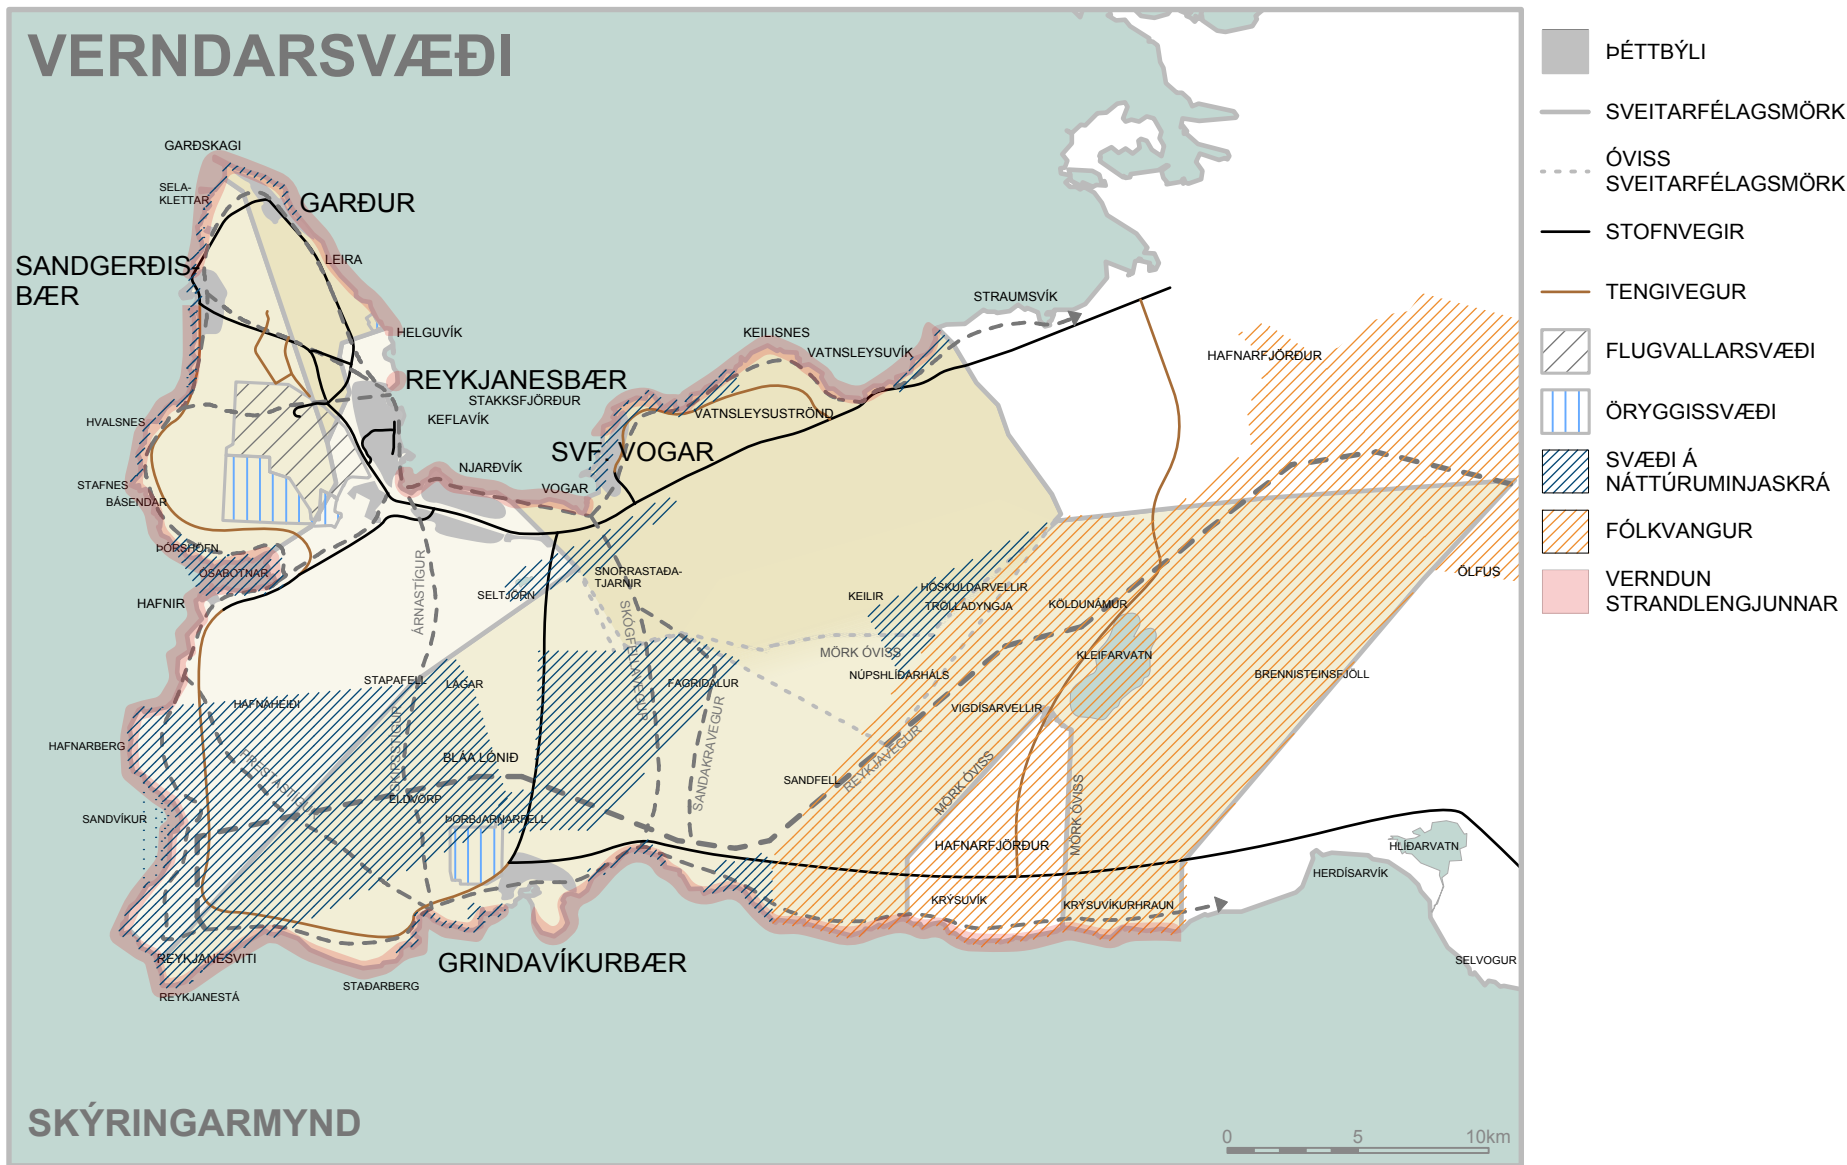 VERNDARSVÆÐI
GARÐSKAGI
SELA-
KLETTAR
GARÐUR
SANDGERÐIS-
BÆR
LEIRA
HELGUVÍK
REYKJANESBÆR
STAKKSFJÖRÐUR
KEFLAVÍK
HVALSNES
STAFNES
BÁSENDAR
ÞÓRSHÖFN
ÓSABOTNAR
HAFNIR
NJARÐVÍK
SVF. VOGAR
VOGAR
KEILISNES
VATNSLEYSUVÍK
VATNSLEYSUSTRÖND
STRAUMSVÍK
HAFNARFJÖRÐUR
ÖLFUS
ÁRNASTÍGUR
SELTJÖRN
SNORRASTAÐA-
TJARNIR
SKÓGFELLAVEGUR
KEILIR
HÖSKULDARVELLIR
TRÖLLADYNGJA
KÖLDUNÁMUR
KLEIFARVATN
BRENNISTEINSFJÖLL
MÖRK ÓVISS
NÚPSHLÍÐARHÁLS
VIGDÍSARVELLIR
STAPAFELL
LÁGAR
FAGRIDALUR
HAFNAHEIÐI
HAFNARBERG
PRESTASTÍGUR
SKIPSSTIGUR
BLÁA LÓNIÐ
ELDVÖRP
ÞORBJARNARFELL
SANDAKRAVEGUR
SANDFELL
REYKJAVEGUR
MÖRK ÓVISS
MÖRK ÓVISS
SANDVÍKUR
HAFNARFJÖRÐUR
KRÝSUVÍK
KRÝSUVÍKURHRAUN
HLÍÐARVATN
HERDÍSARVÍK
SELVOGUR
REYKJANESVITI
REYKJANESTÁ
STAÐARBERG
GRINDAVÍKURBÆR
SKÝRINGARMYND
0 5 10km
ÞÉTTBÝLI
SVEITARFÉLAGSMÖRK
ÓVISS
SVEITARFÉLAGSMÖRK
STOFNVEGIR
TENGIVEGUR
FLUGVALLARSVÆÐI
ÖRYGGISSVÆÐI
SVÆÐI Á
NÁTTÚRUMINJASKRÁ
FÓLKVANGUR
VERNDUN
STRANDLENGJUNNAR